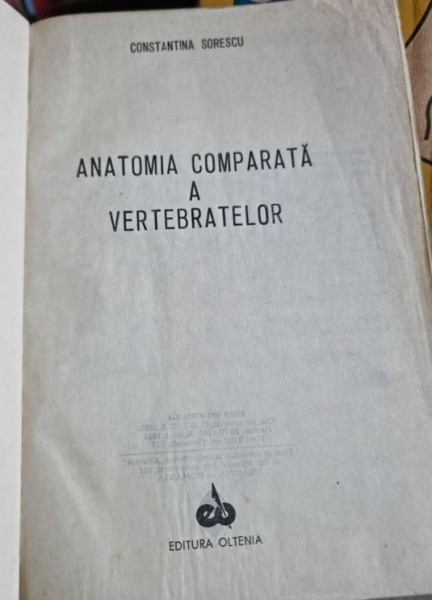 CONSTANTINA SORESCU
ANATOMIA COMPARATĂ
A
VERTEBRATELOR
EDITURA OLTENIA